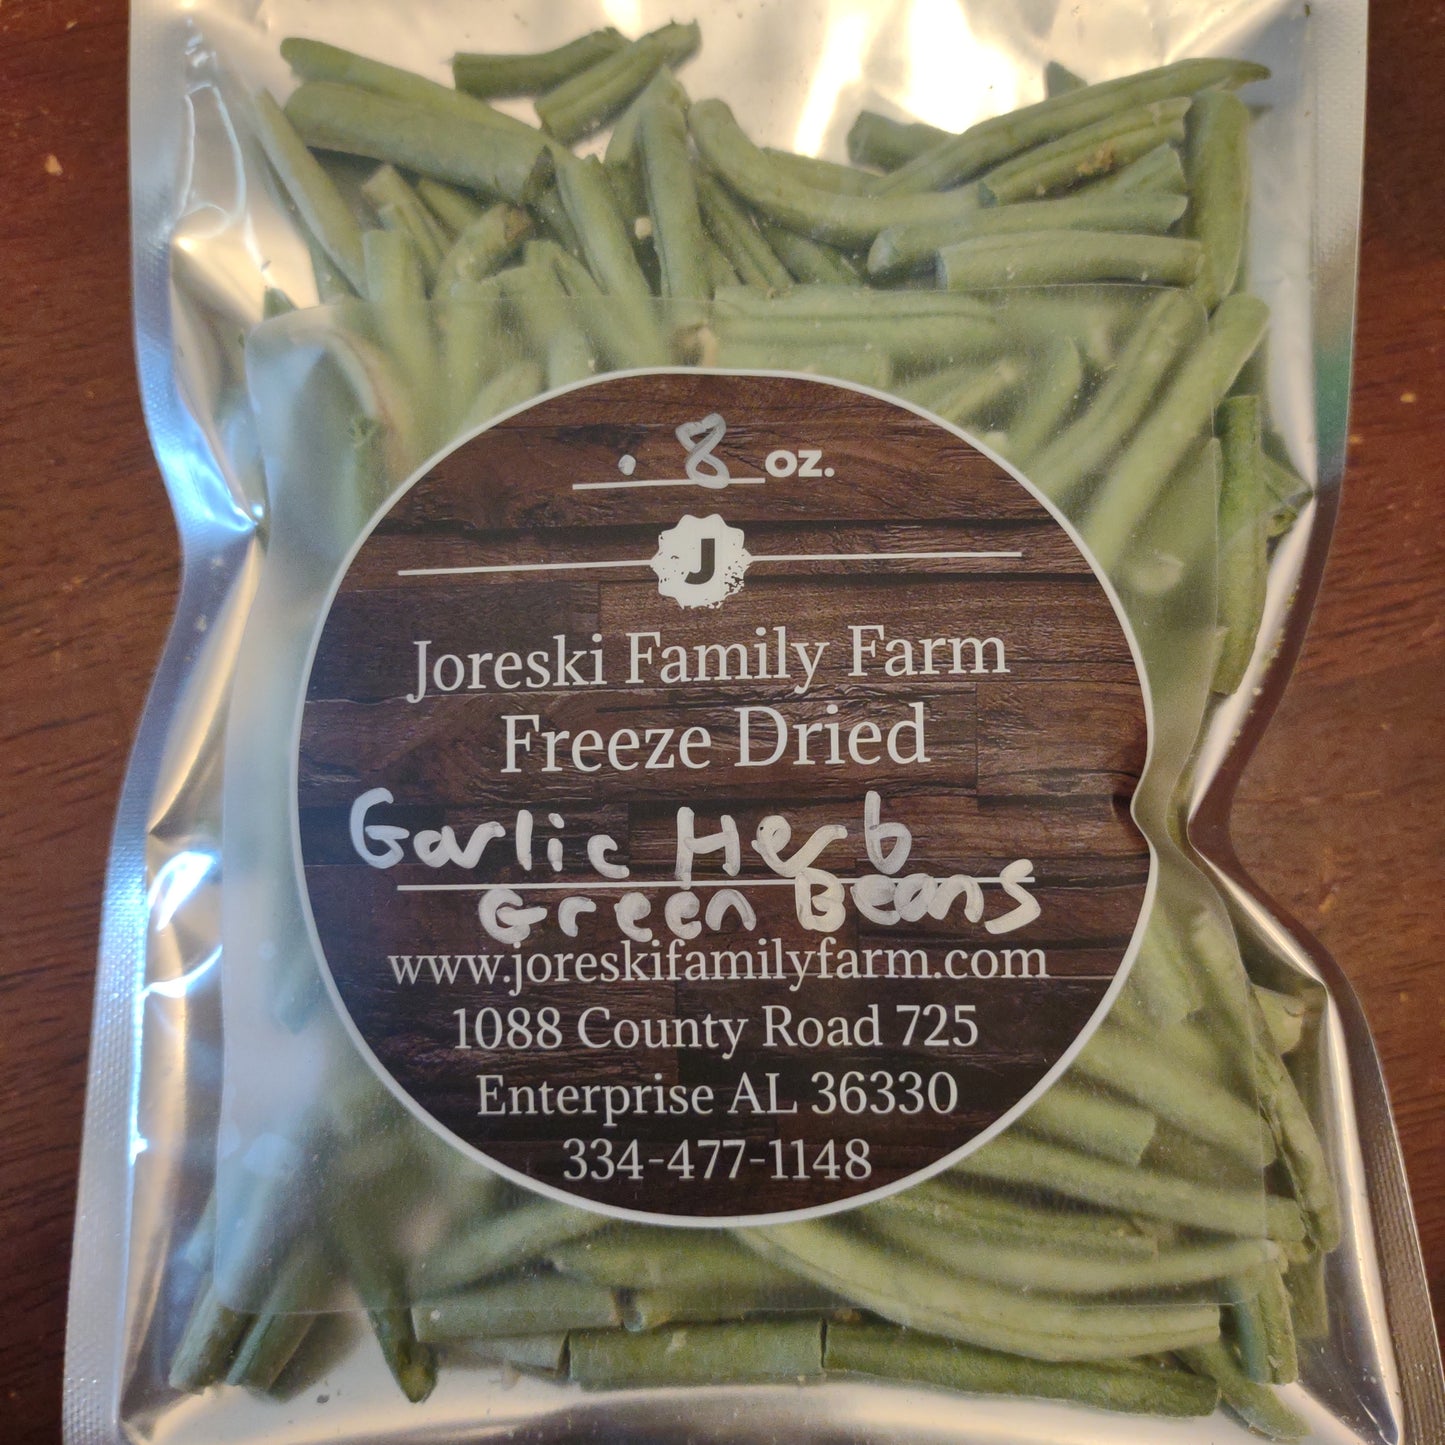 .8 oz.
J
Joreski Family Farm
Freeze Dried
Garlic Herb
Green Beans
www.joreskifamilyfarm.com
1088 County Road 725
Enterprise AL 36330
334-477-1148